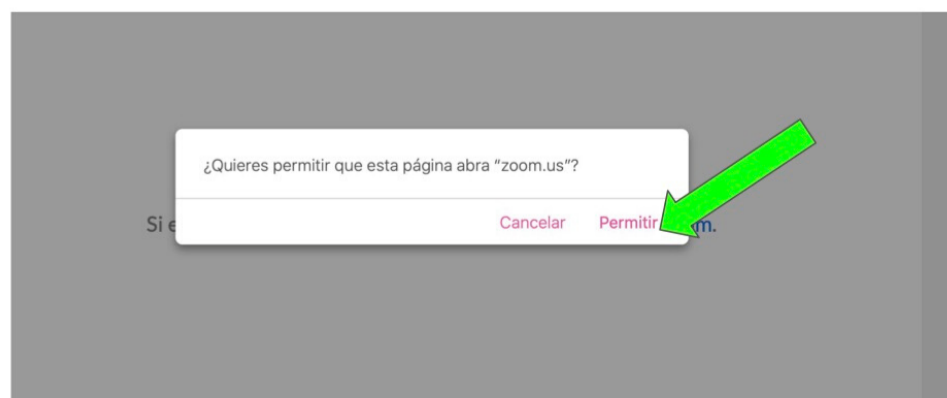 ¿Quieres permitir que esta página abra “zoom.us”?
Cancelar Permitir
Si